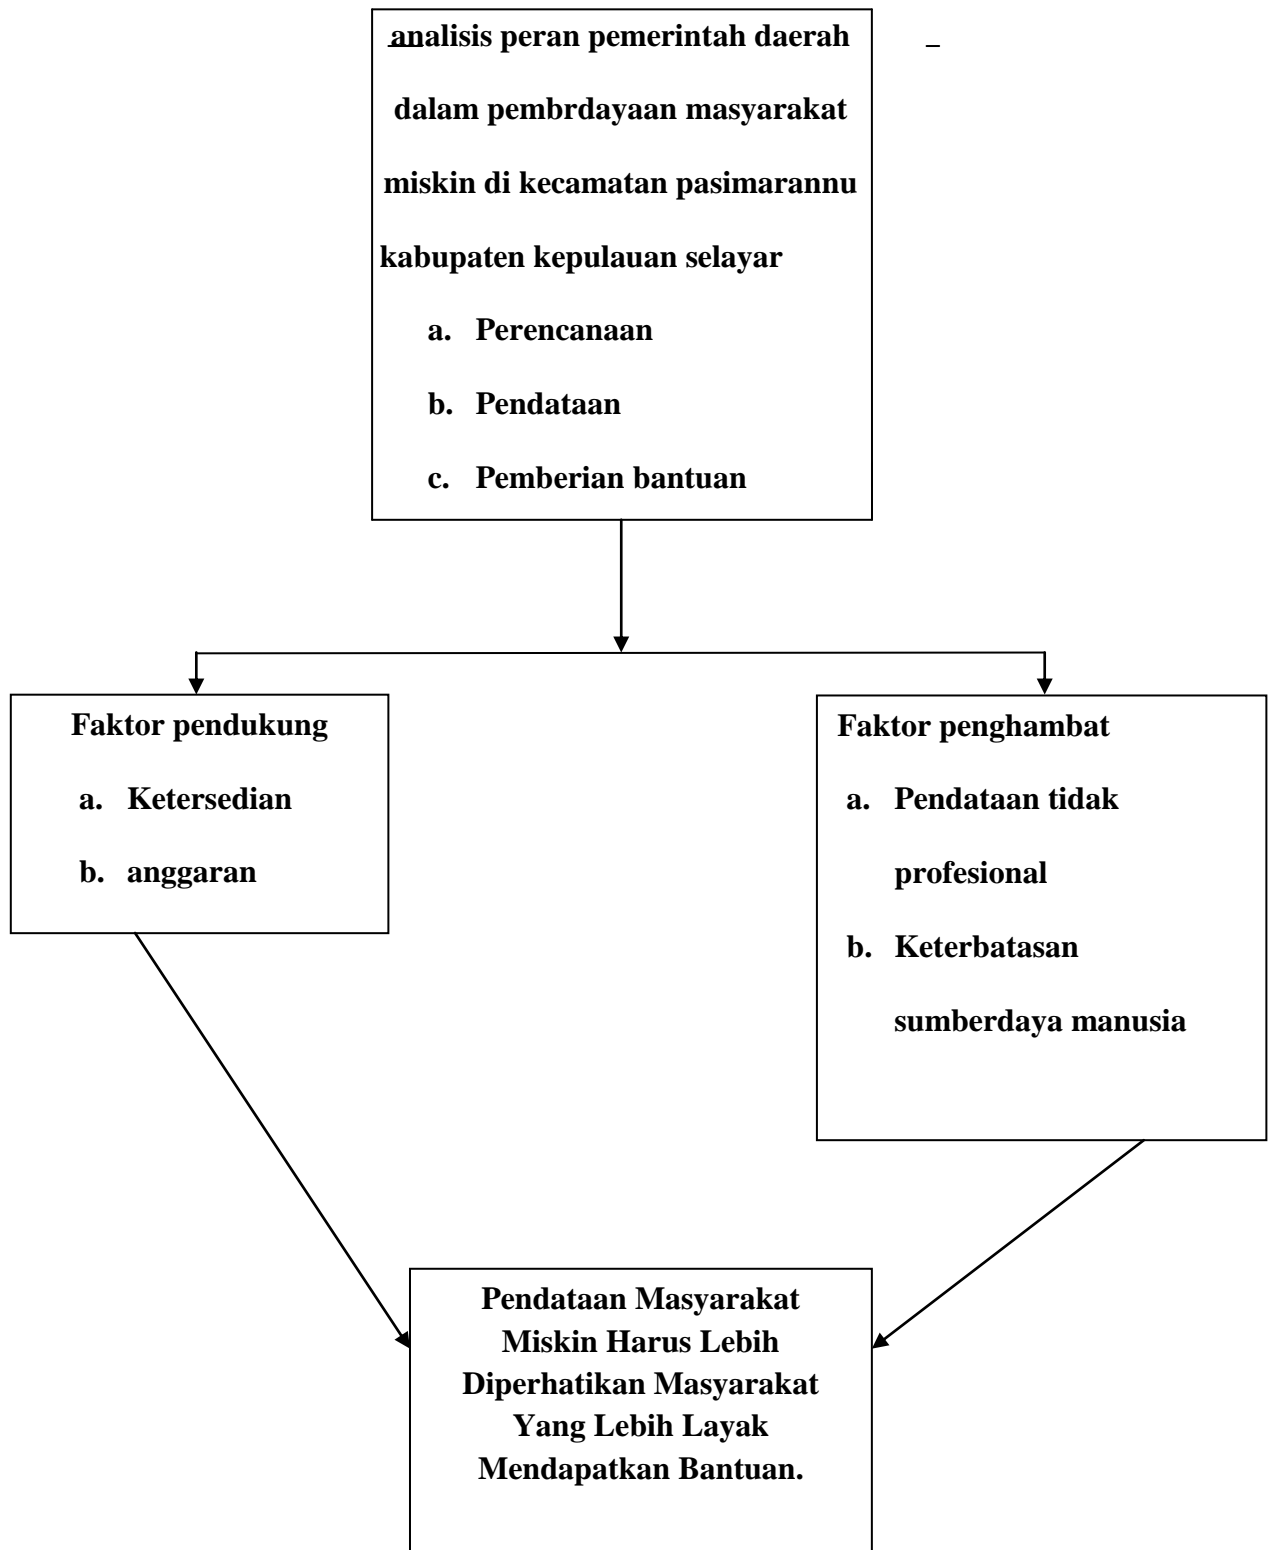 analisis peran pemerintah daerah
dalam pembrdayaan masyarakat
miskin di kecamatan pasimarannu
kabupaten kepulauan selayar
a. Perencanaan
b. Pendataan
c. Pemberian bantuan
Faktor pendukung
a. Ketersedian
b. anggaran
Faktor penghambat
a. Pendataan tidak
profesional
b. Keterbatasan
sumberdaya manusia
Pendataan Masyarakat
Miskin Harus Lebih
Diperhatikan Masyarakat
Yang Lebih Layak
Mendapatkan Bantuan.